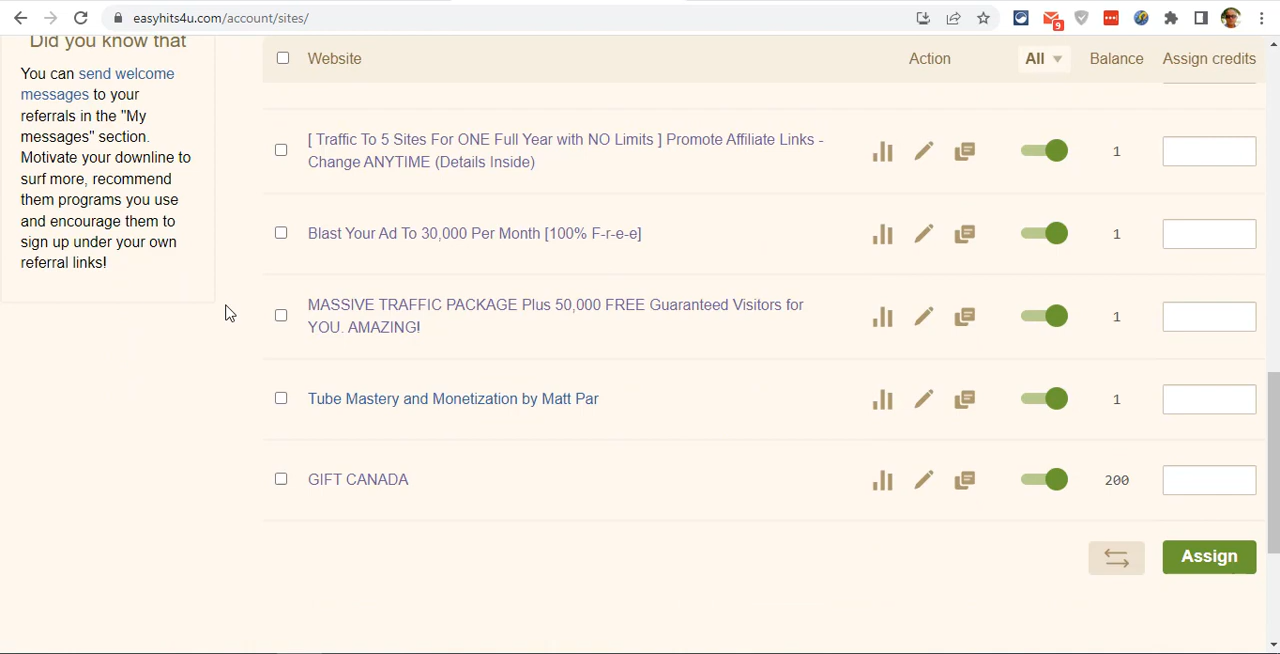 easyhits4u.com/account/sites/
9
Did you know that
You can send welcome
messages to your
referrals in the "My
messages" section.
Motivate your downline to
surf more, recommend
them programs you use
and encourage them to
sign up under your own
referral links!
Website Action All Balance Assign credits
[ Traffic To 5 Sites For ONE Full Year with NO Limits ] Promote Affiliate Links -
Change ANYTIME (Details Inside)
1
Blast Your Ad To 30,000 Per Month [100% F-r-e-e]
1
MASSIVE TRAFFIC PACKAGE Plus 50,000 FREE Guaranteed Visitors for
YOU. AMAZING!
1
Tube Mastery and Monetization by Matt Par
1
GIFT CANADA
200
Assign